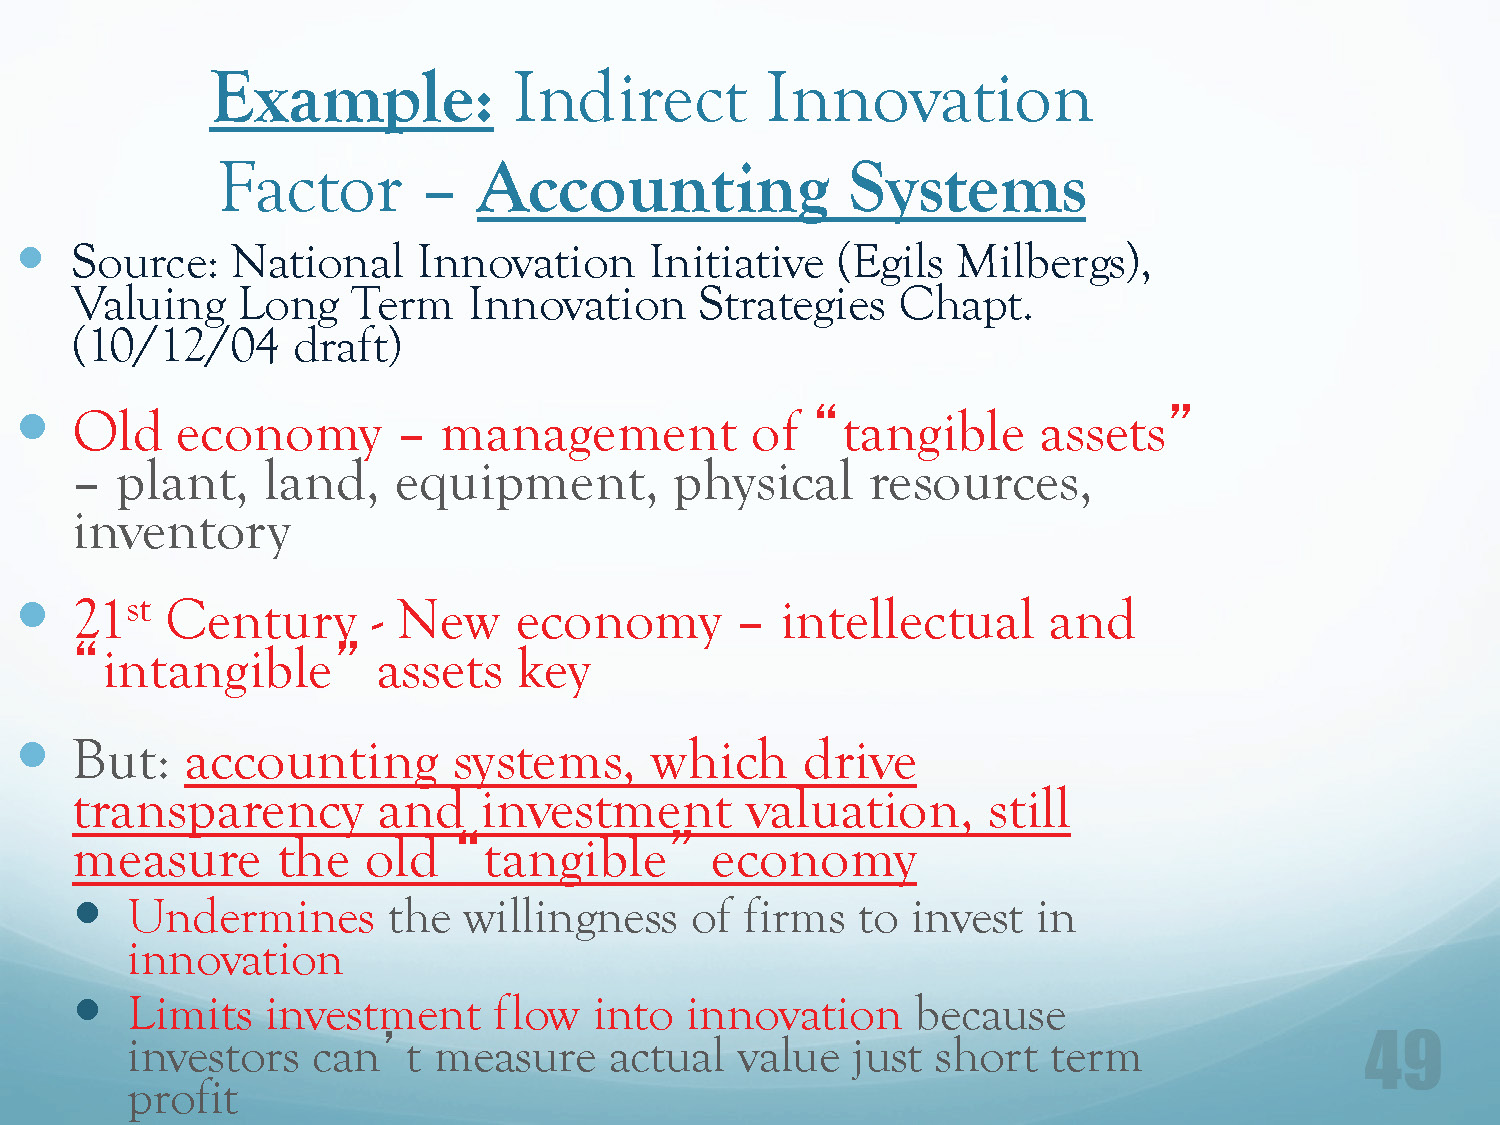 Example: Indirect Innovation
Factor – Accounting Systems
• Source: National Innovation Initiative (Egils Milbergs),
Valuing Long Term Innovation Strategies Chapt.
(10/12/04 draft)
• Old economy – management of “tangible assets”
– plant, land, equipment, physical resources,
inventory
• 21st Century - New economy – intellectual and
“intangible” assets key
• But: accounting systems, which drive
transparency and investment valuation, still
measure the old “tangible” economy
• Undermines the willingness of firms to invest in
innovation
• Limits investment flow into innovation because
investors can’t measure actual value just short term
profit
49